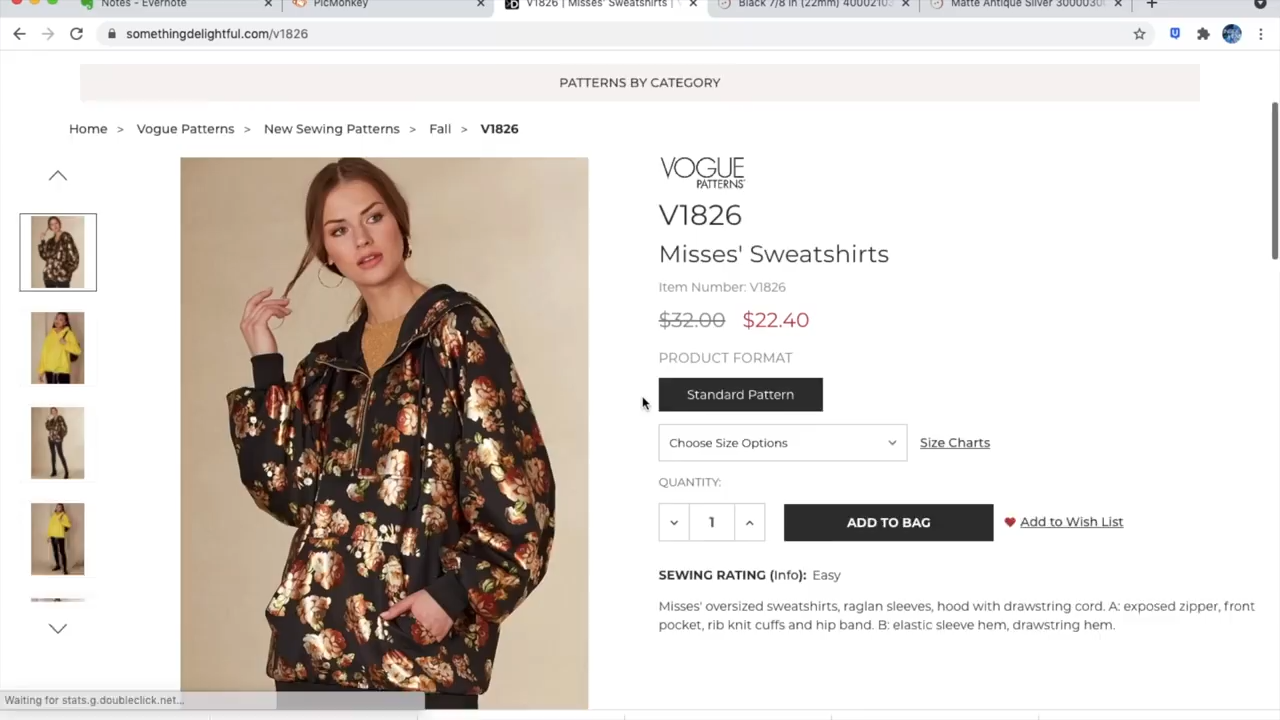 Notes - Evernote
PicMonkey
V1826 | Misses' Sweatshirts |
Black 7/8 in (22mm) 40002103
Matte Antique Silver 3000030
somethingdelightful.com/v1826
PATTERNS BY CATEGORY
Home > Vogue Patterns > New Sewing Patterns > Fall > V1826
VOGUE
PATTERNS
V1826
Misses' Sweatshirts
Item Number: V1826
$32.00 $22.40
PRODUCT FORMAT
Standard Pattern
Choose Size Options
Size Charts
QUANTITY:
1
ADD TO BAG
Add to Wish List
SEWING RATING (Info): Easy
Misses' oversized sweatshirts, raglan sleeves, hood with drawstring cord. A: exposed zipper, front
pocket, rib knit cuffs and hip band. B: elastic sleeve hem, drawstring hem.
Waiting for stats.g.doubleclick.net...